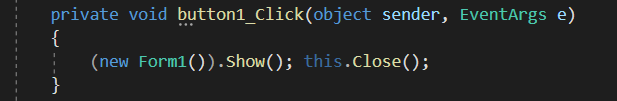 private void button1_Click(object sender, EventArgs e)
{
(new Form1()).Show(); this.Close();
}